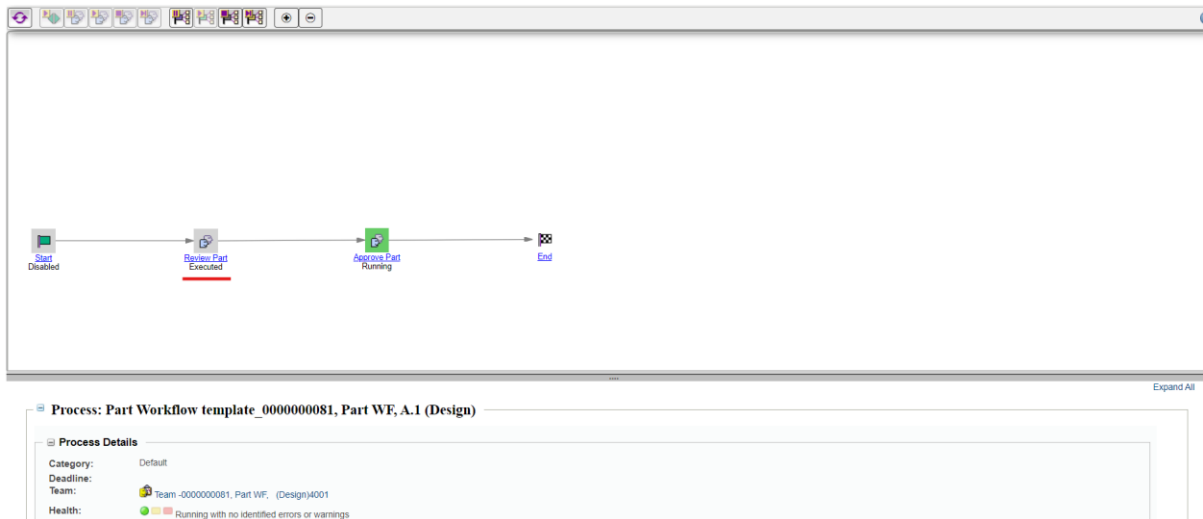 Start
Disabled
Review Part
Executed
Approve Part
Running
End
Expand All
Process: Part Workflow template_0000000081, Part WF, A.1 (Design)
Process Details
Category: Default
Deadline:
Team: Team -0000000081, Part WF, (Design)4001
Health: Running with no identified errors or warnings